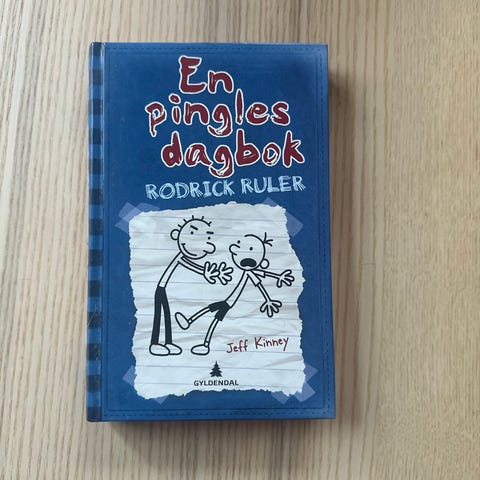 En
pingles
dagbok
RODRICK RULER
Jeff Kinney
GYLDENDAL